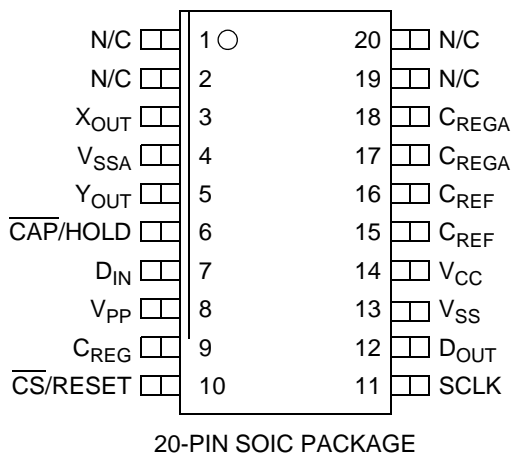 N/C 1 20 N/C
N/C 2 19 N/C
XOUT 3 18 CREGA
VSSA 4 17 CREGA
YOUT 5 16 CREF
CAP/HOLD 6 15 CREF
DIN 7 14 VCC
VPP 8 13 VSS
CREG 9 12 DOUT
CS/RESET 10 11 SCLK
20-PIN SOIC PACKAGE